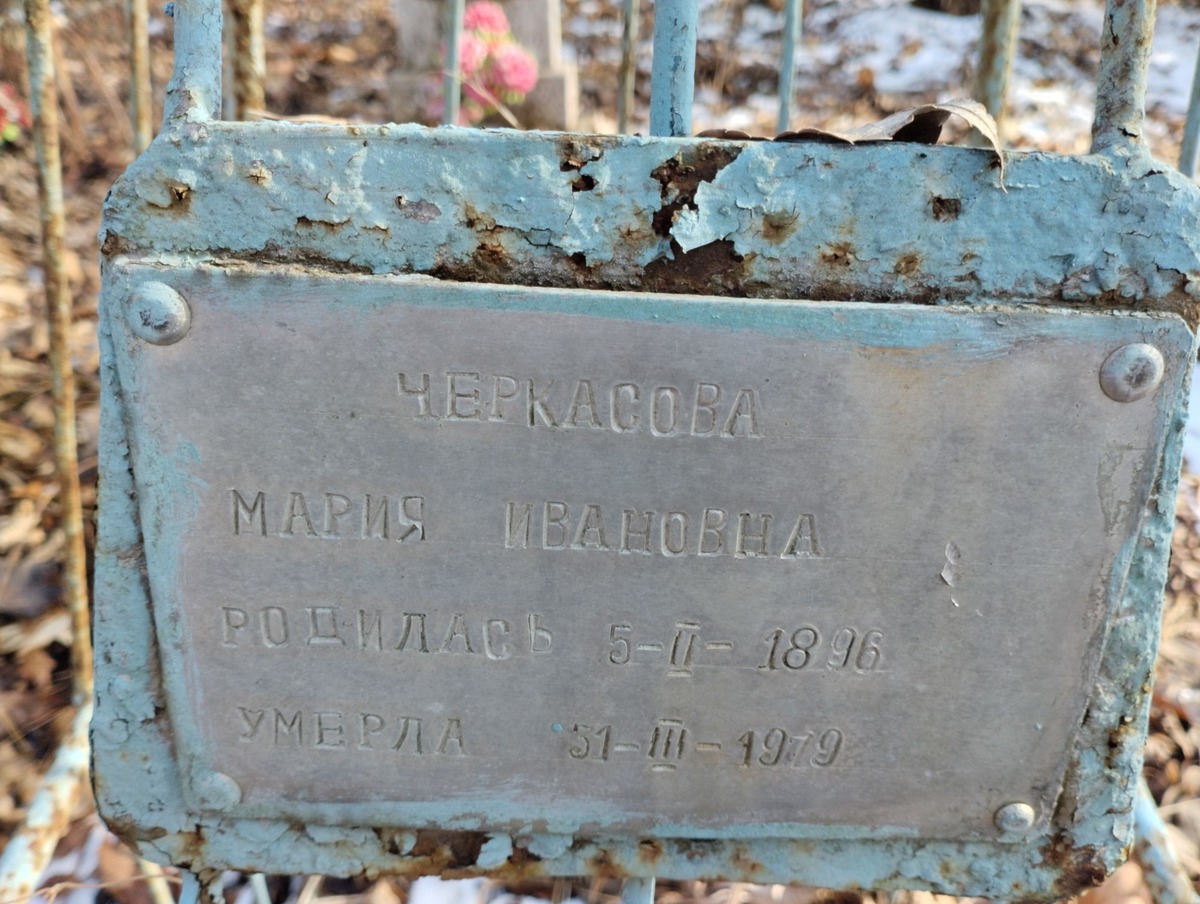 ЧЕРКАСОВА
МАРИЯ ИВАНОВНА
РОДИЛАСЬ 5-II-1896
УМЕРЛА 31-III-1979